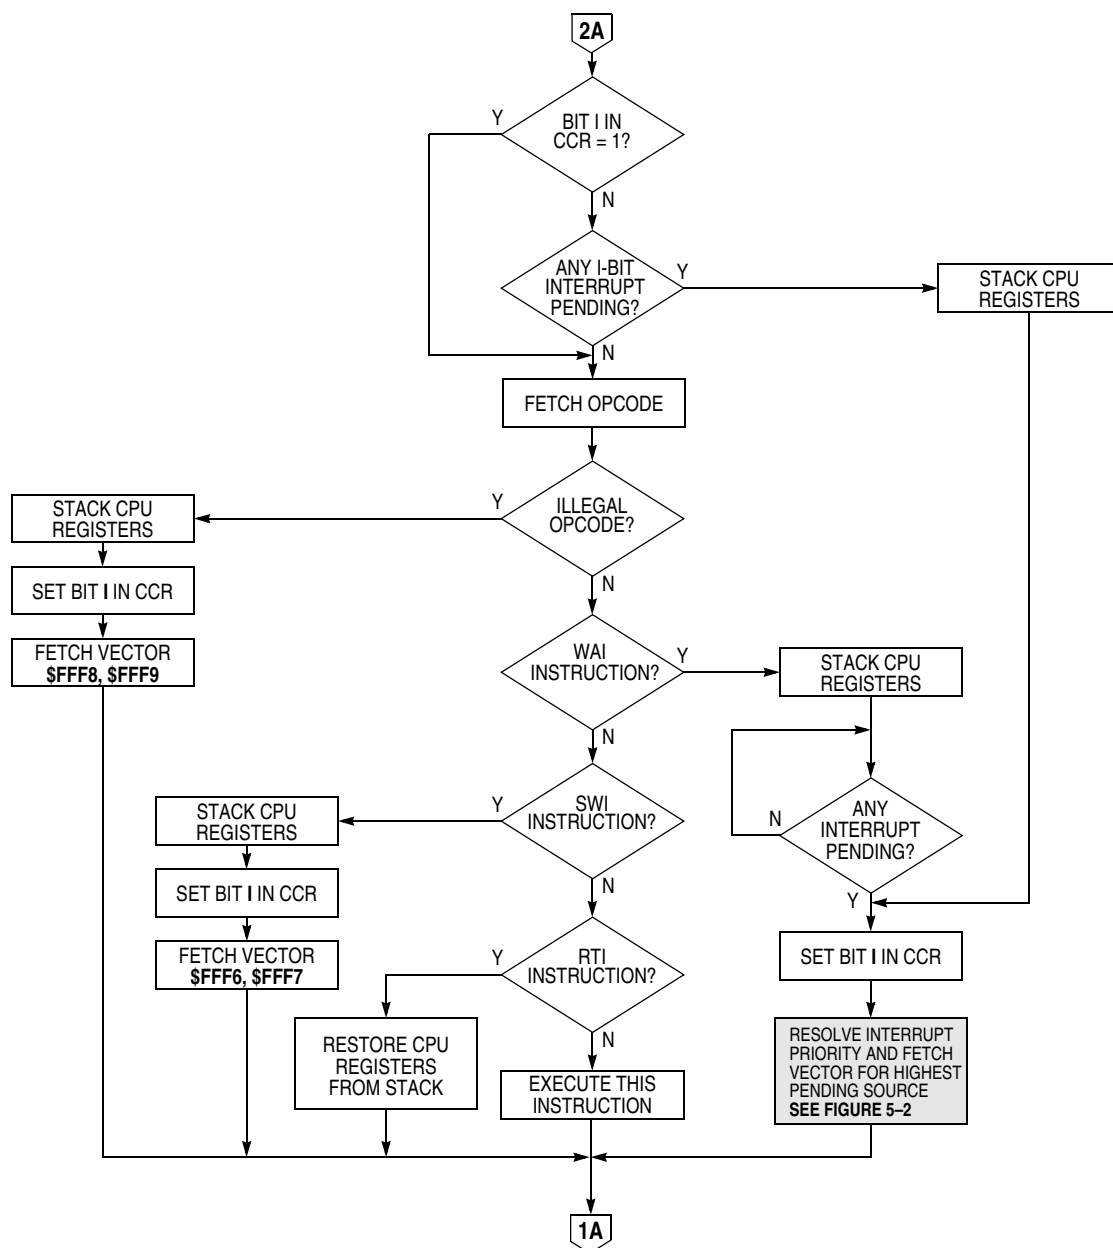 2A
Y
BIT I IN
CCR = 1?
N
ANY I-BIT
INTERRUPT
PENDING?
Y
STACK CPU
REGISTERS
N
FETCH OPCODE
Y
ILLEGAL
OPCODE?
STACK CPU
REGISTERS
N
SET BIT I IN CCR
FETCH VECTOR
$FFF8, $FFF9
WAI
INSTRUCTION?
Y
STACK CPU
REGISTERS
N
Y
SWI
INSTRUCTION?
STACK CPU
REGISTERS
N
ANY
INTERRUPT
PENDING?
N
SET BIT I IN CCR
Y
FETCH VECTOR
$FFF6, $FFF7
Y
RTI
INSTRUCTION?
SET BIT I IN CCR
N
RESTORE CPU
REGISTERS
FROM STACK
EXECUTE THIS
INSTRUCTION
RESOLVE INTERRUPT
PRIORITY AND FETCH
VECTOR FOR HIGHEST
PENDING SOURCE
SEE FIGURE 5–2
1A